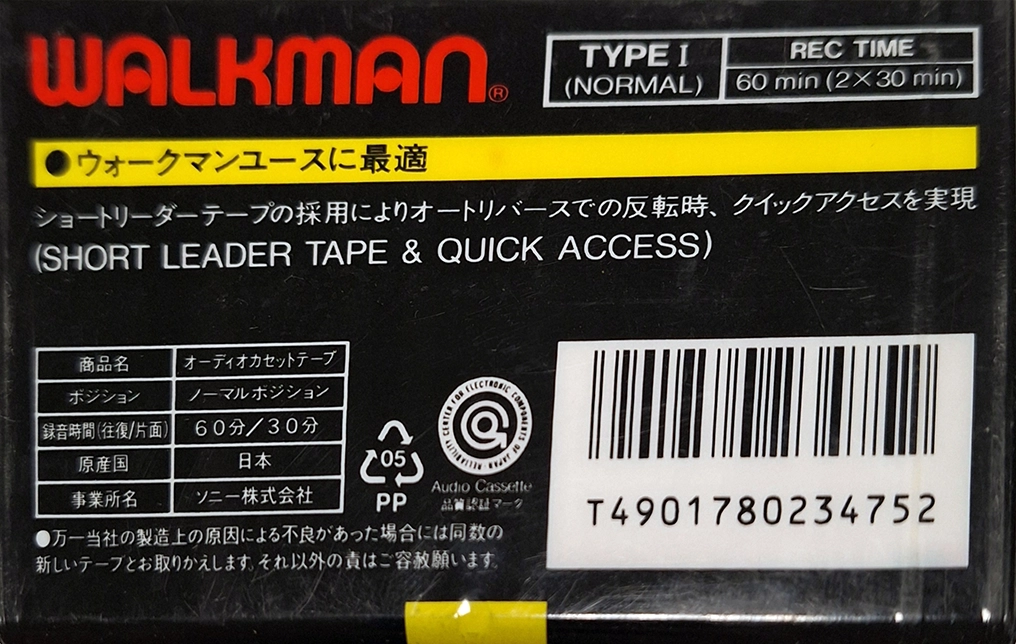 WALKMAN®
TYPE I
(NORMAL)
REC TIME
60 min (2×30 min)
●ウォークマンユースに最適
ショートリーダーテープの採用によりオートリバースでの反転時、クイックアクセスを実現
(SHORT LEADER TAPE & QUICK ACCESS)
商品名 オーディオカセットテープ
ポジション ノーマルポジション
録音時間(往復/片面) 60分/30分
原産国 日本
事業所名 ソニー株式会社
05
PP
RELIABILITY CENTER FOR ELECTRONIC COMPONENTS OF JAPAN
Audio Cassette
品質認証マーク
T4901780234752
●万一当社の製造上の原因による不良があった場合には同数の
新しいテープとお取りかえします。それ以外の責はご容赦願います。